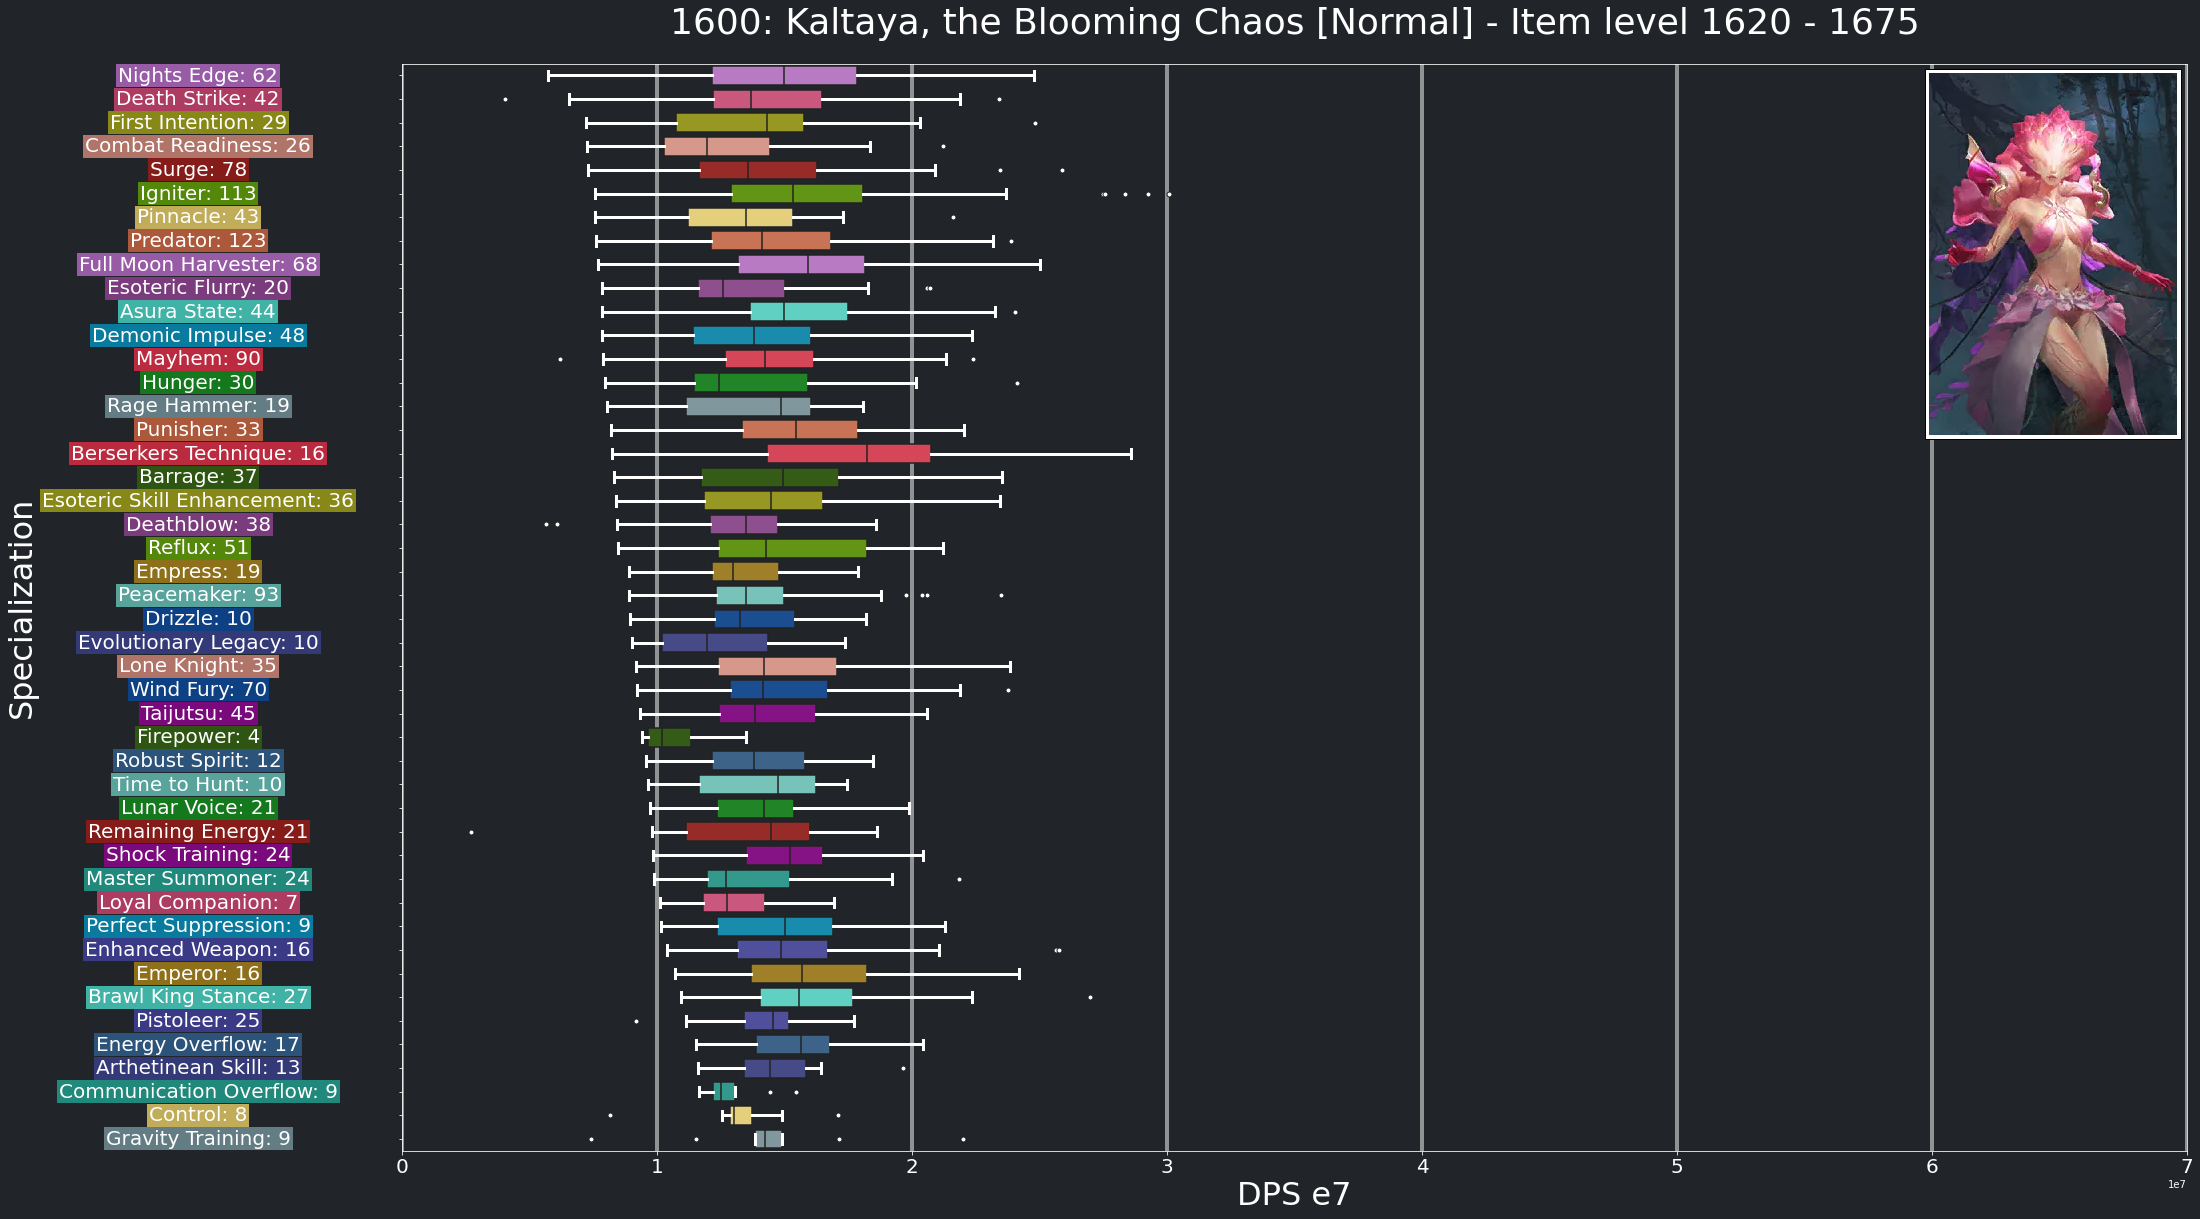 1600: Kaltaya, the Blooming Chaos [Normal] - Item level 1620 - 1675
Specialization
Nights Edge: 62
Death Strike: 42
First Intention: 29
Combat Readiness: 26
Surge: 78
Igniter: 113
Pinnacle: 43
Predator: 123
Full Moon Harvester: 68
Esoteric Flurry: 20
Asura State: 44
Demonic Impulse: 48
Mayhem: 90
Hunger: 30
Rage Hammer: 19
Punisher: 33
Berserkers Technique: 16
Barrage: 37
Esoteric Skill Enhancement: 36
Deathblow: 38
Reflux: 51
Empress: 19
Peacemaker: 93
Drizzle: 10
Evolutionary Legacy: 10
Lone Knight: 35
Wind Fury: 70
Taijutsu: 45
Firepower: 4
Robust Spirit: 12
Time to Hunt: 10
Lunar Voice: 21
Remaining Energy: 21
Shock Training: 24
Master Summoner: 24
Loyal Companion: 7
Perfect Suppression: 9
Enhanced Weapon: 16
Emperor: 16
Brawl King Stance: 27
Pistoleer: 25
Energy Overflow: 17
Arthetinean Skill: 13
Communication Overflow: 9
Control: 8
Gravity Training: 9
0 1 2 3 4 5 6 7
1e7
DPS e7